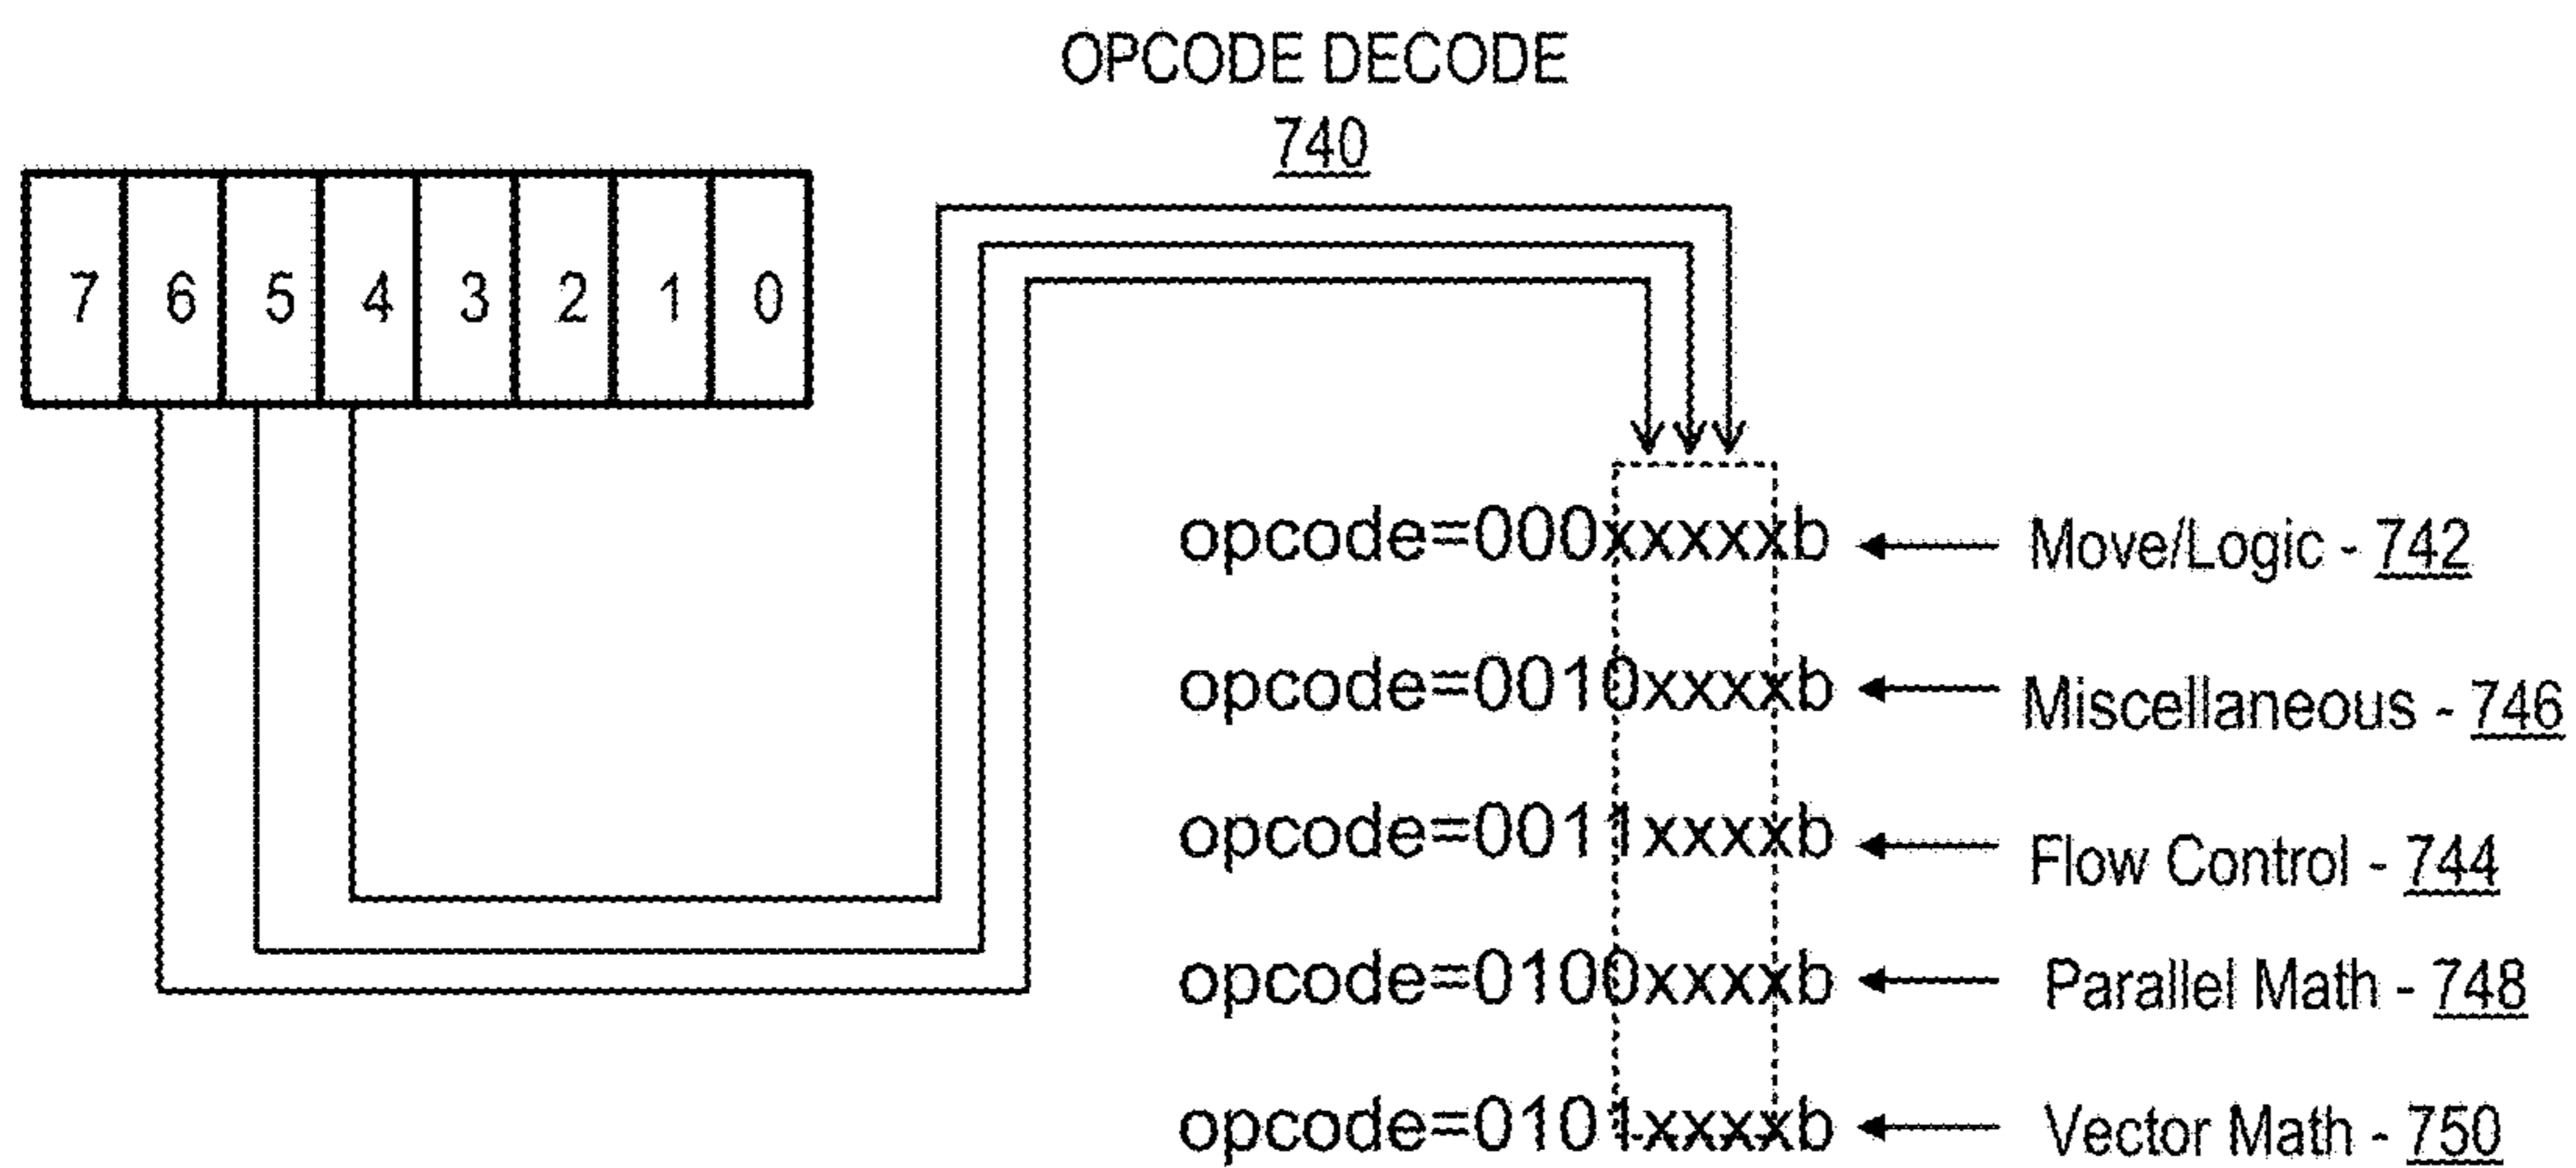 OPCODE DECODE
740
7 6 5 4 3 2 1 0
opcode=000xxxxxb Move/Logic - 742
opcode=0010xxxxb Miscellaneous - 746
opcode=0011xxxxb Flow Control - 744
opcode=0100xxxxb Parallel Math - 748
opcode=0101xxxxb Vector Math - 750